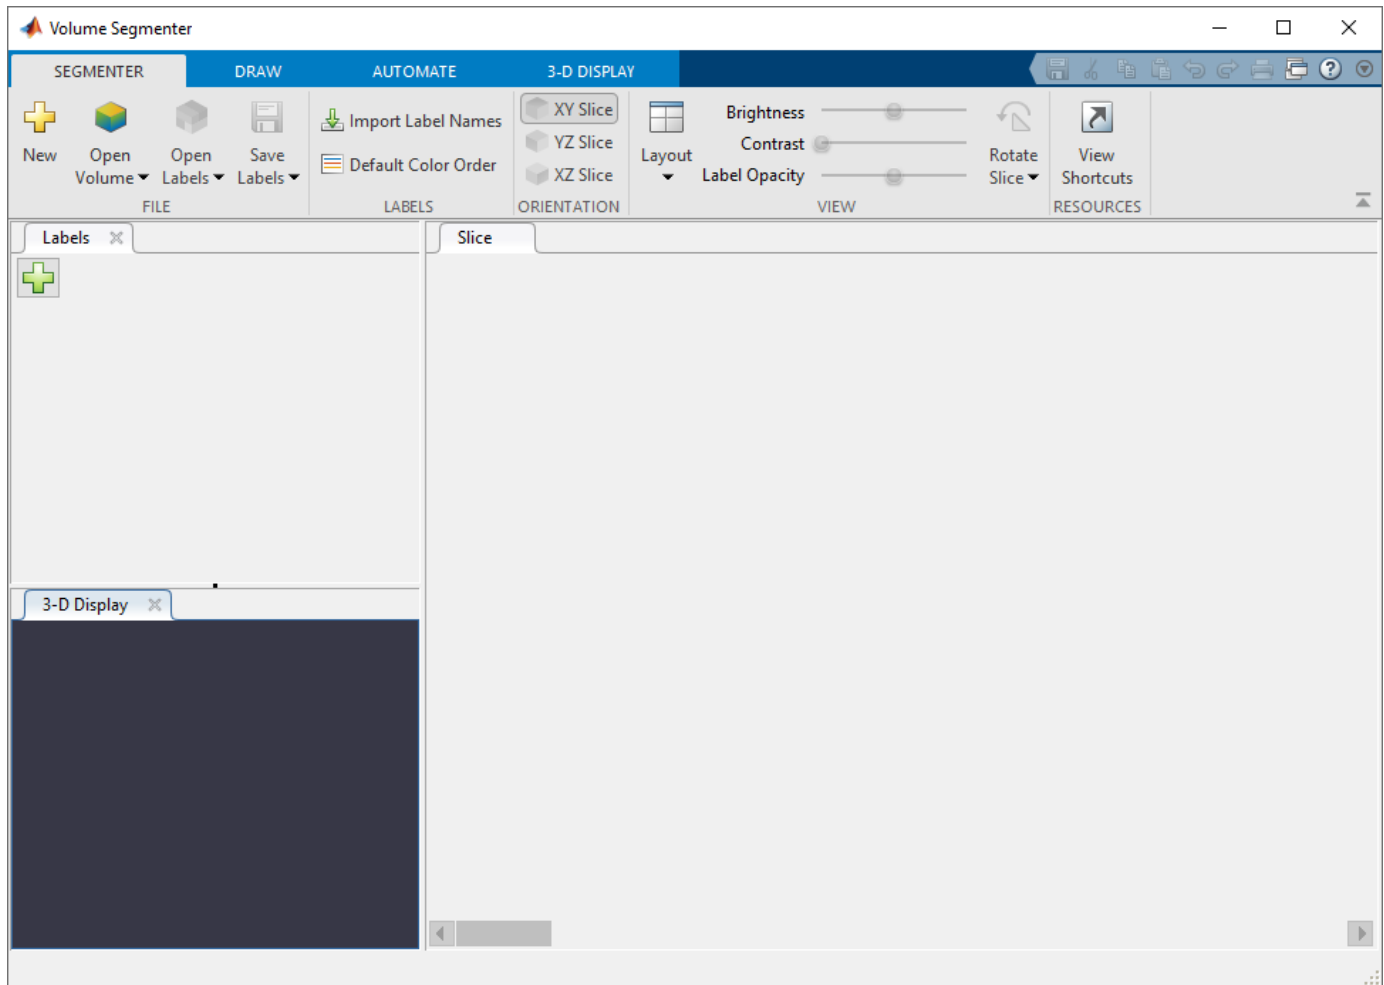 Volume Segmenter
SEGMENTER DRAW AUTOMATE 3-D DISPLAY
New
Open
Volume
Open
Labels
Save
Labels
FILE
Import Label Names
Default Color Order
LABELS
XY Slice
YZ Slice
XZ Slice
ORIENTATION
Layout
Brightness
Contrast
Label Opacity
Rotate
Slice
VIEW
View
Shortcuts
RESOURCES
Labels
Slice
3-D Display